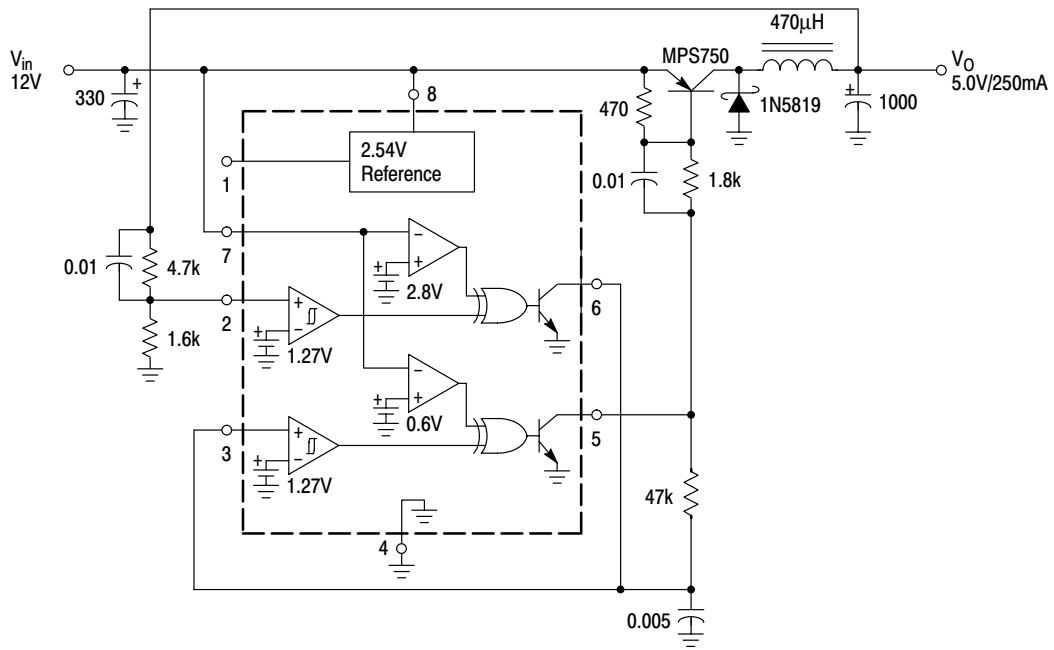 470μH
MPS750
Vin
12V
VO
5.0V/250mA
330
8
470
1N5819
1000
2.54V
Reference
1
0.01
1.8k
7
0.01
4.7k
2.8V
6
2
1.6k
1.27V
0.6V
5
3
1.27V
47k
4
0.005
+
+
+
−
+
+
+
−
+
−
+
+
+
−
+